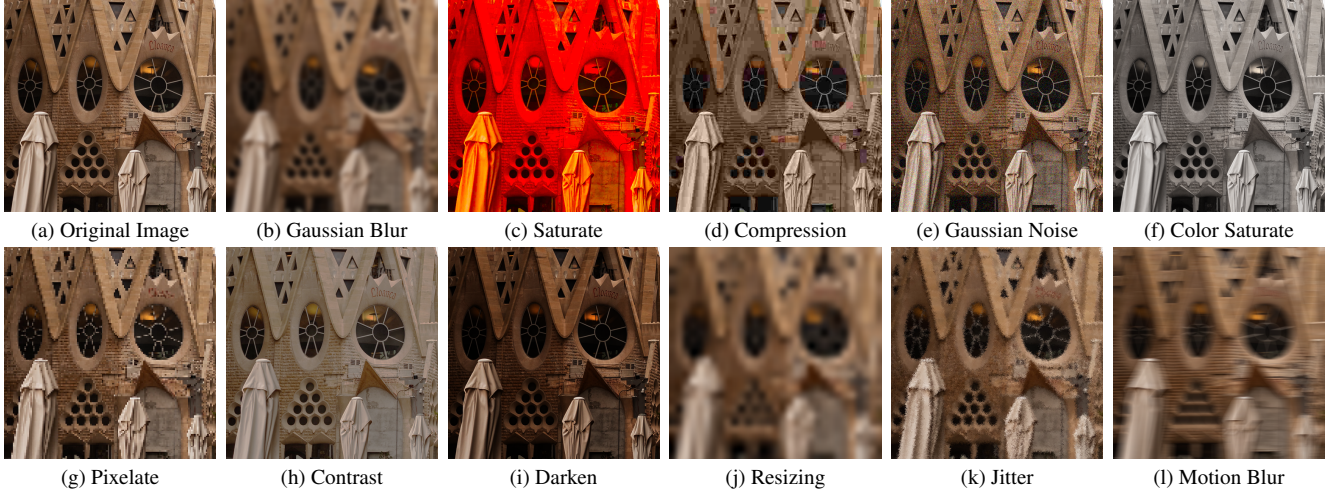 (a) Original Image
(b) Gaussian Blur
(c) Saturate
(d) Compression
(e) Gaussian Noise
(f) Color Saturate
(g) Pixelate
(h) Contrast
(i) Darken
(j) Resizing
(k) Jitter
(l) Motion Blur